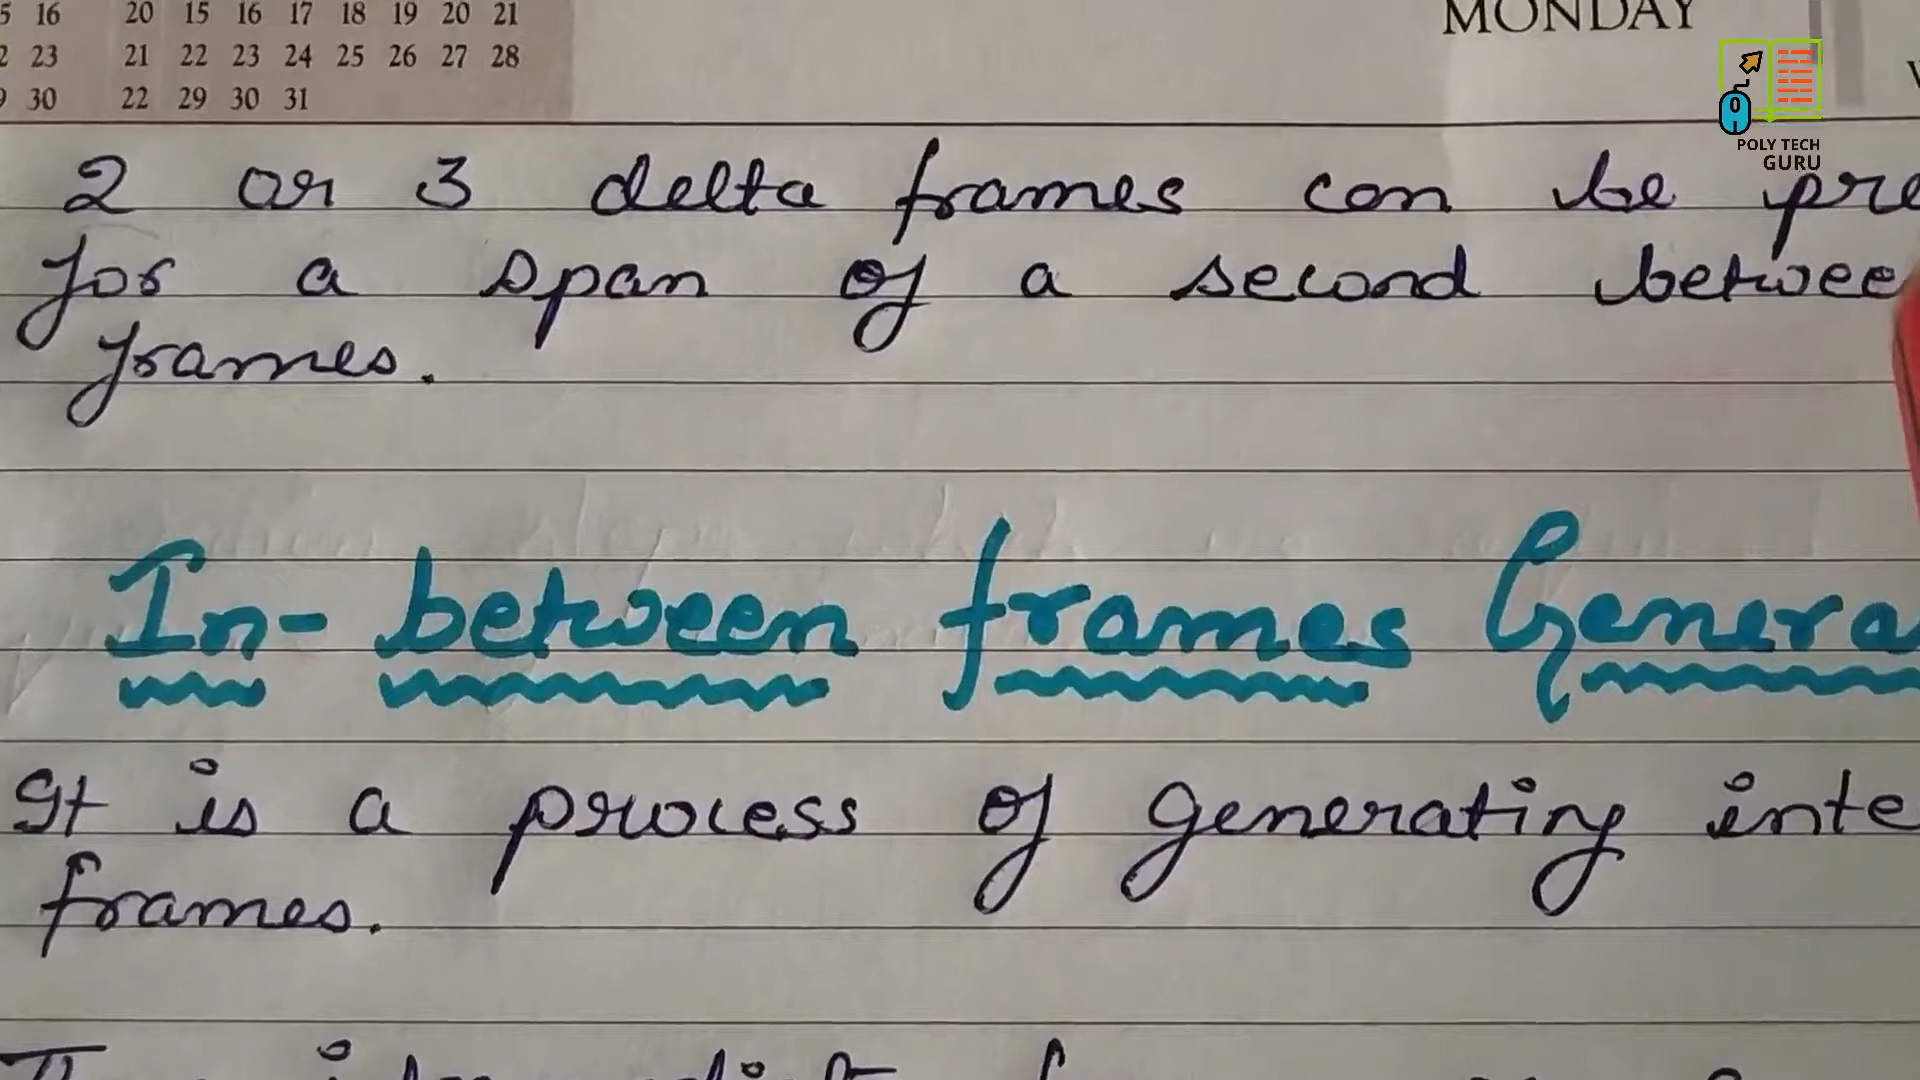 16 20 15 16 17 18 19 20 21
23 21 22 23 24 25 26 27 28
30 22 29 30 31
MONDAY
POLY TECH
GURU
2 or 3 delta frames can be pre
for a span of a second betwee
frames.
In-between frames Genera
It is a process of generating inte
frames.